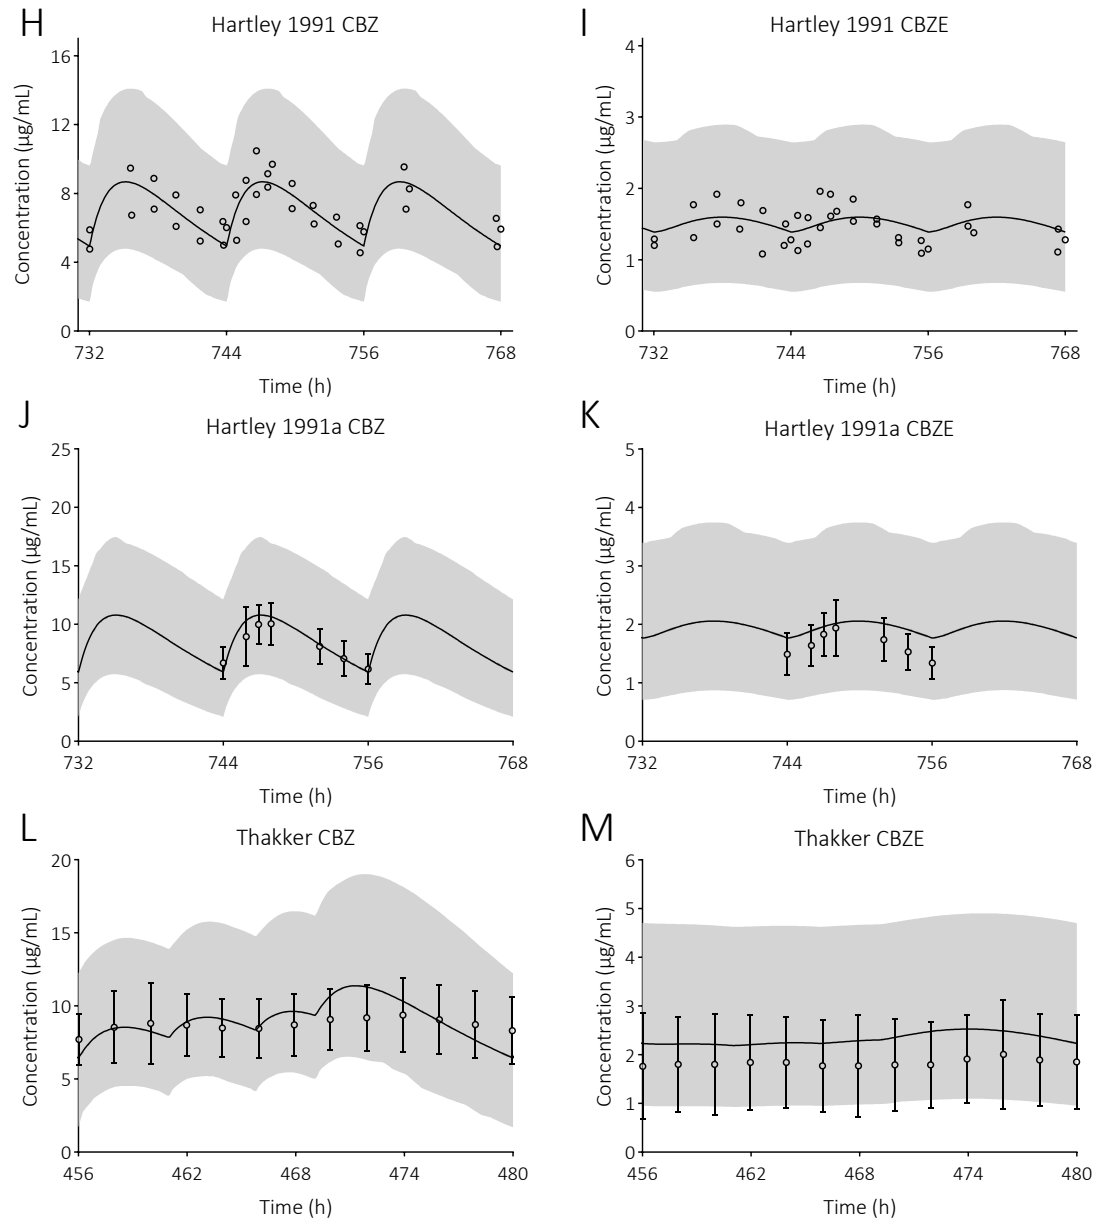 H
Hartley 1991 CBZ
Concentration (µg/mL)
16
12
8
4
0
732
744
756
768
Time (h)
I
Hartley 1991 CBZE
Concentration (µg/mL)
4
3
2
1
0
732
744
756
768
Time (h)
J
Hartley 1991a CBZ
Concentration (µg/mL)
25
20
15
10
5
0
732
744
756
768
Time (h)
K
Hartley 1991a CBZE
Concentration (µg/mL)
5
4
3
2
1
0
732
744
756
768
Time (h)
L
Thakker CBZ
Concentration (µg/mL)
20
15
10
5
0
456
462
468
474
480
Time (h)
M
Thakker CBZE
Concentration (µg/mL)
6
5
4
3
2
1
0
456
462
468
474
480
Time (h)